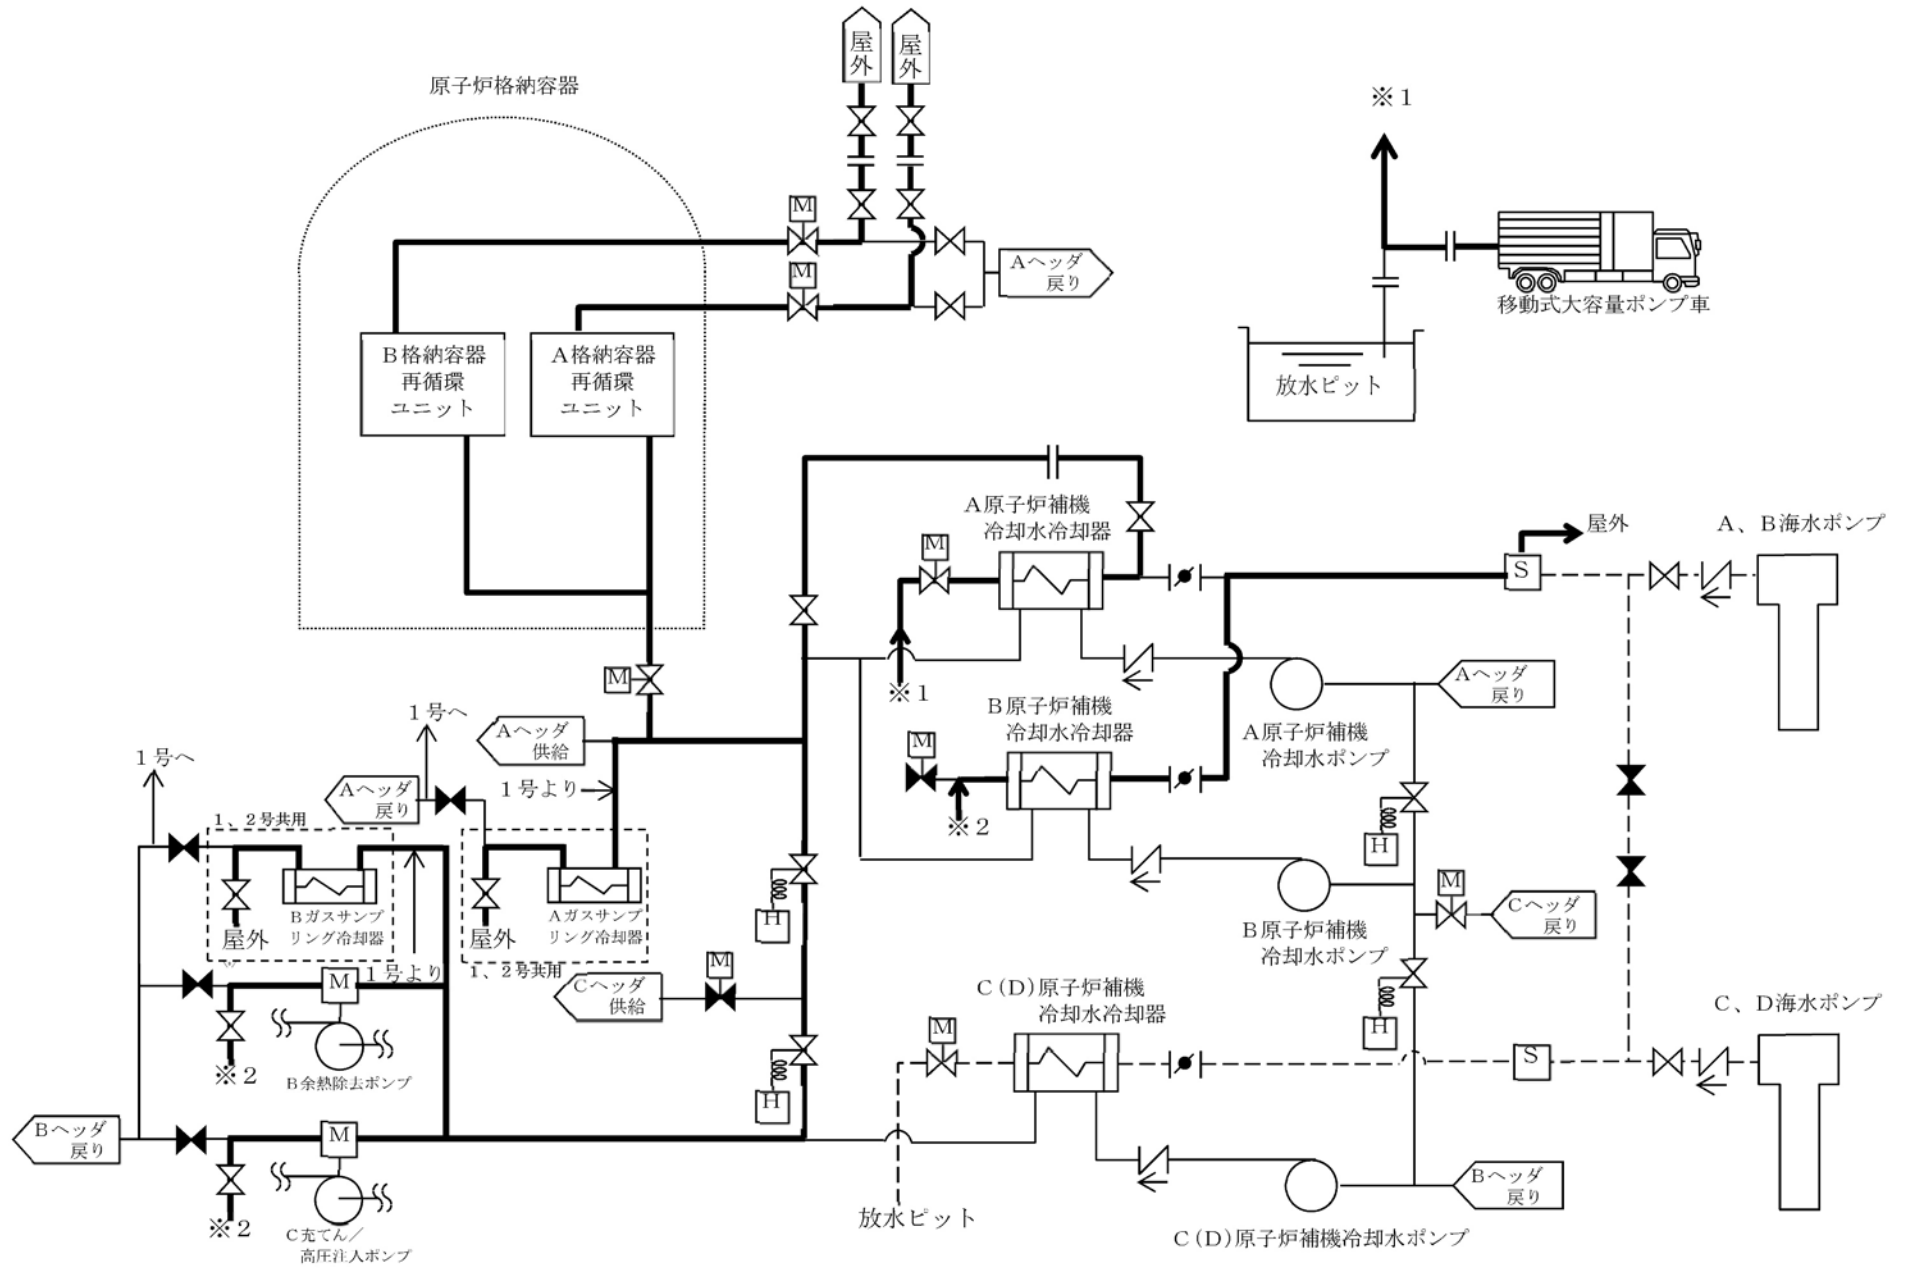 屋
外
屋
外
原子炉格納容器
※1
M
M
Aヘッダ
戻り
移動式大容量ポンプ車
放水ピット
B格納容器
再循環
ユニット
A格納容器
再循環
ユニット
A原子炉補機
冷却水冷却器
M
屋外
S
A、B海水ポンプ
※1
M
Aヘッダ
戻り
B原子炉補機
冷却水冷却器
M
※2
A原子炉補機
冷却水ポンプ
1号へ
Aヘッダ
供給
1号へ
Aヘッダ
戻り
1号より
1、2号共用
Bガスサンプ
リング冷却器
屋外
Aガスサンプ
リング冷却器
屋外
1、2号共用
1号より
H
H
M
Cヘッダ
戻り
B原子炉補機
冷却水ポンプ
M
Cヘッダ
供給
M
※2
B余熱除去ポンプ
C(D)原子炉補機
冷却水冷却器
M
H
S
C、D海水ポンプ
H
Bヘッダ
戻り
M
※2
C充てん/
高圧注入ポンプ
放水ピット
Bヘッダ
戻り
C(D)原子炉補機冷却水ポンプ